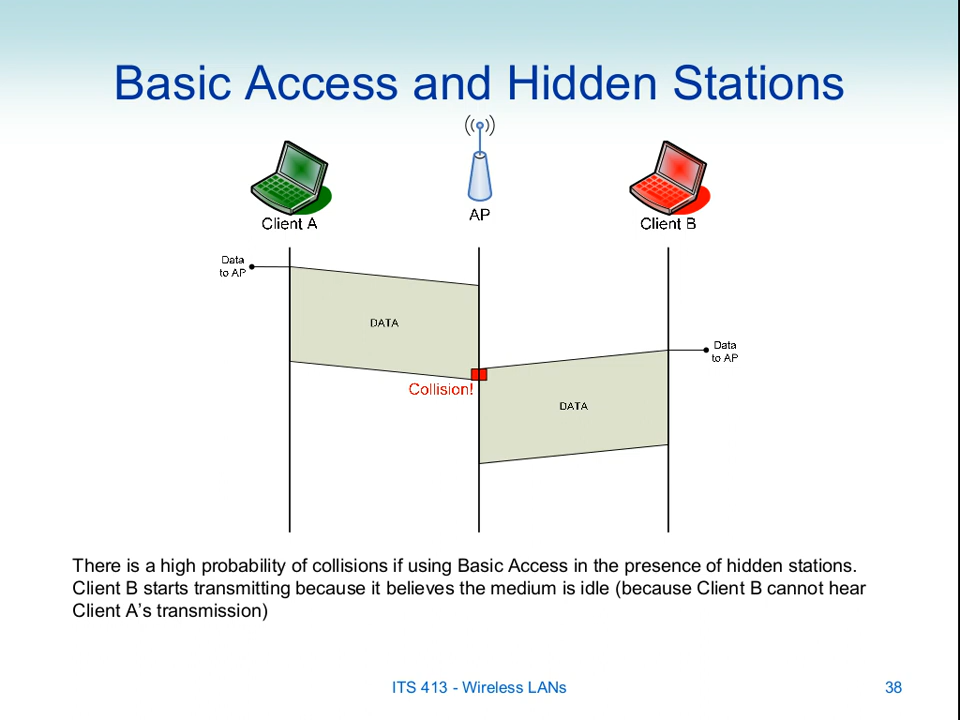 Basic Access and Hidden Stations
Client A
AP
Client B
Data
to AP
DATA
Data
to AP
Collision!
DATA
There is a high probability of collisions if using Basic Access in the presence of hidden stations.
Client B starts transmitting because it believes the medium is idle (because Client B cannot hear
Client A’s transmission)
ITS 413 - Wireless LANs
38